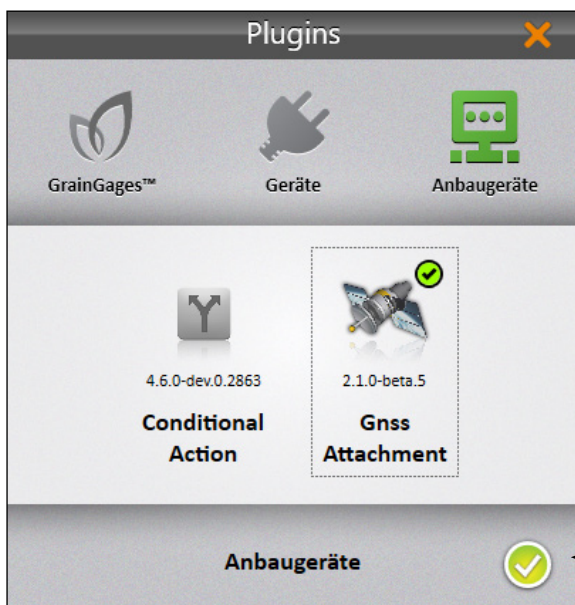 Plugins
GrainGages™
Geräte
Anbaugeräte
4.6.0-dev.0.2863
2.1.0-beta.5
Conditional
Action
Gnss
Attachment
Anbaugeräte